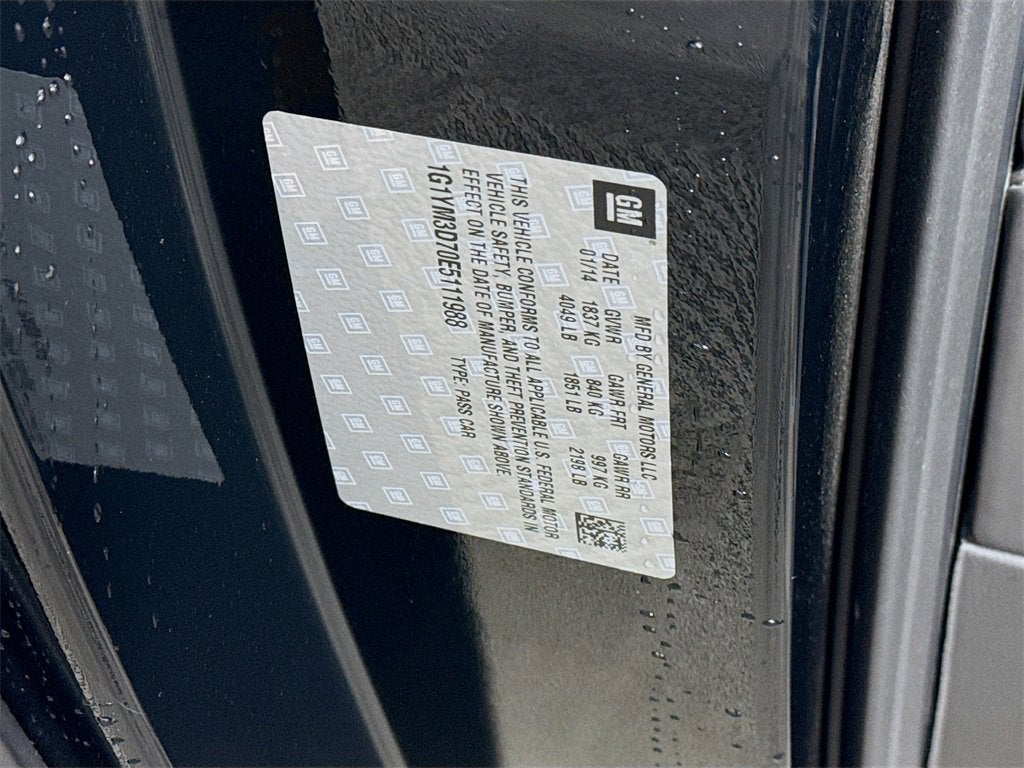 GM
MFD BY GENERAL MOTORS LLC
DATE GVWR GAWR FRT GAWR RR
01/14 1837 KG 840 KG 997 KG
4049 LB 1851 LB 2198 LB
THIS VEHICLE CONFORMS TO ALL APPLICABLE U.S. FEDERAL MOTOR
VEHICLE SAFETY, BUMPER, AND THEFT PREVENTION STANDARDS IN
EFFECT ON THE DATE OF MANUFACTURE SHOWN ABOVE.
1G1YM3D70E5111988 TYPE: PASS CAR